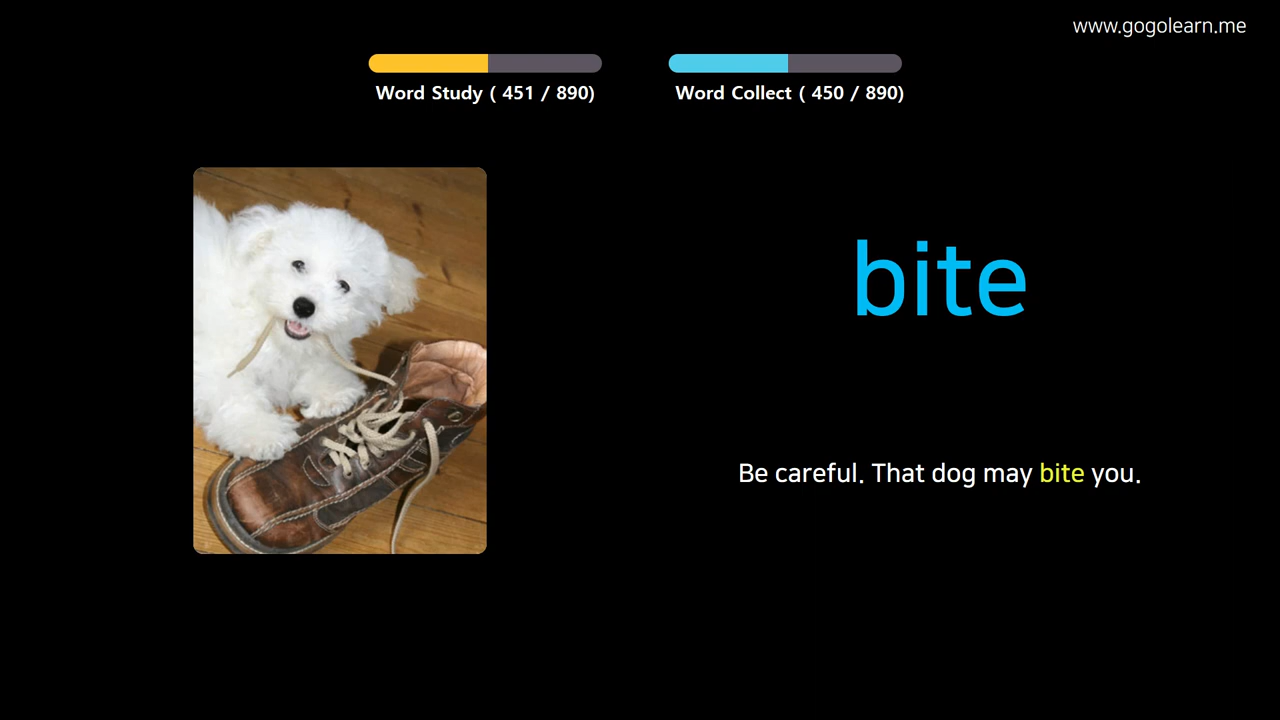 www.gogolearn.me
Word Study ( 451 / 890)
Word Collect ( 450 / 890)
bite
Be careful. That dog may bite you.